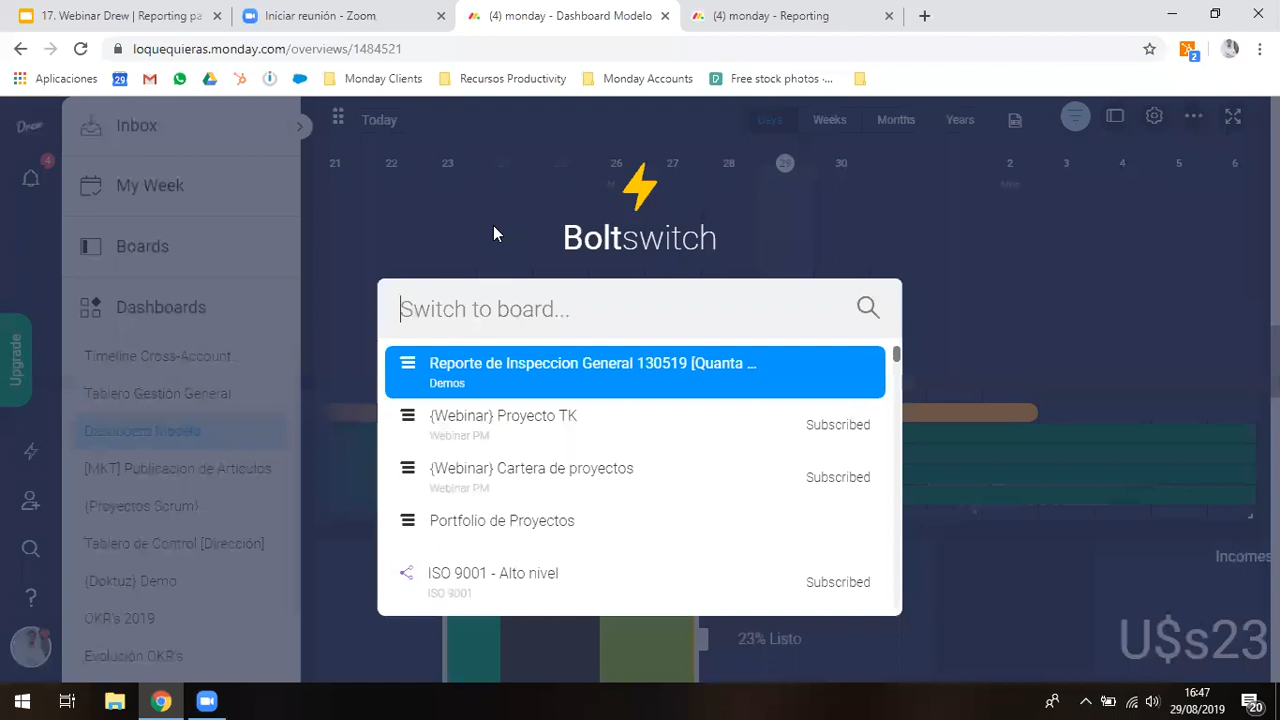 17. Webinar Drew | Reporting pa
Iniciar reunión - Zoom
(4) monday - Dashboard Modelo
(4) monday - Reporting
loquequieras.monday.com/overviews/1484521
2
Aplicaciones
29
Monday Clients
Recursos Productivity
Monday Accounts
Free stock photos -...
Drew
Inbox
Today
Days
Weeks
Months
Years
4
21 22 23 26 27 28 29 30 2 3 4 5 6
My Week
Boltswitch
Boards
Switch to board...
Dashboards
Upgrade
Timeline Cross-Account...
Reporte de Inspeccion General 130519 [Quanta ...
Demos
Tablero Gestión General
{Webinar} Proyecto TK
Webinar PM
Subscribed
Dashboard Modelo
{Webinar} Cartera de proyectos
Webinar PM
Subscribed
[MKT] Publicacion de Artículos
{Proyectos Scrum}
Portfolio de Proyectos
Tablero de Control [Dirección]
Incomes
{Doktuz} Demo
ISO 9001 - Alto nivel
ISO 9001
Subscribed
OKR's 2019
23% Listo
U$s23
Evolución OKR's
16:47
29/08/2019
20